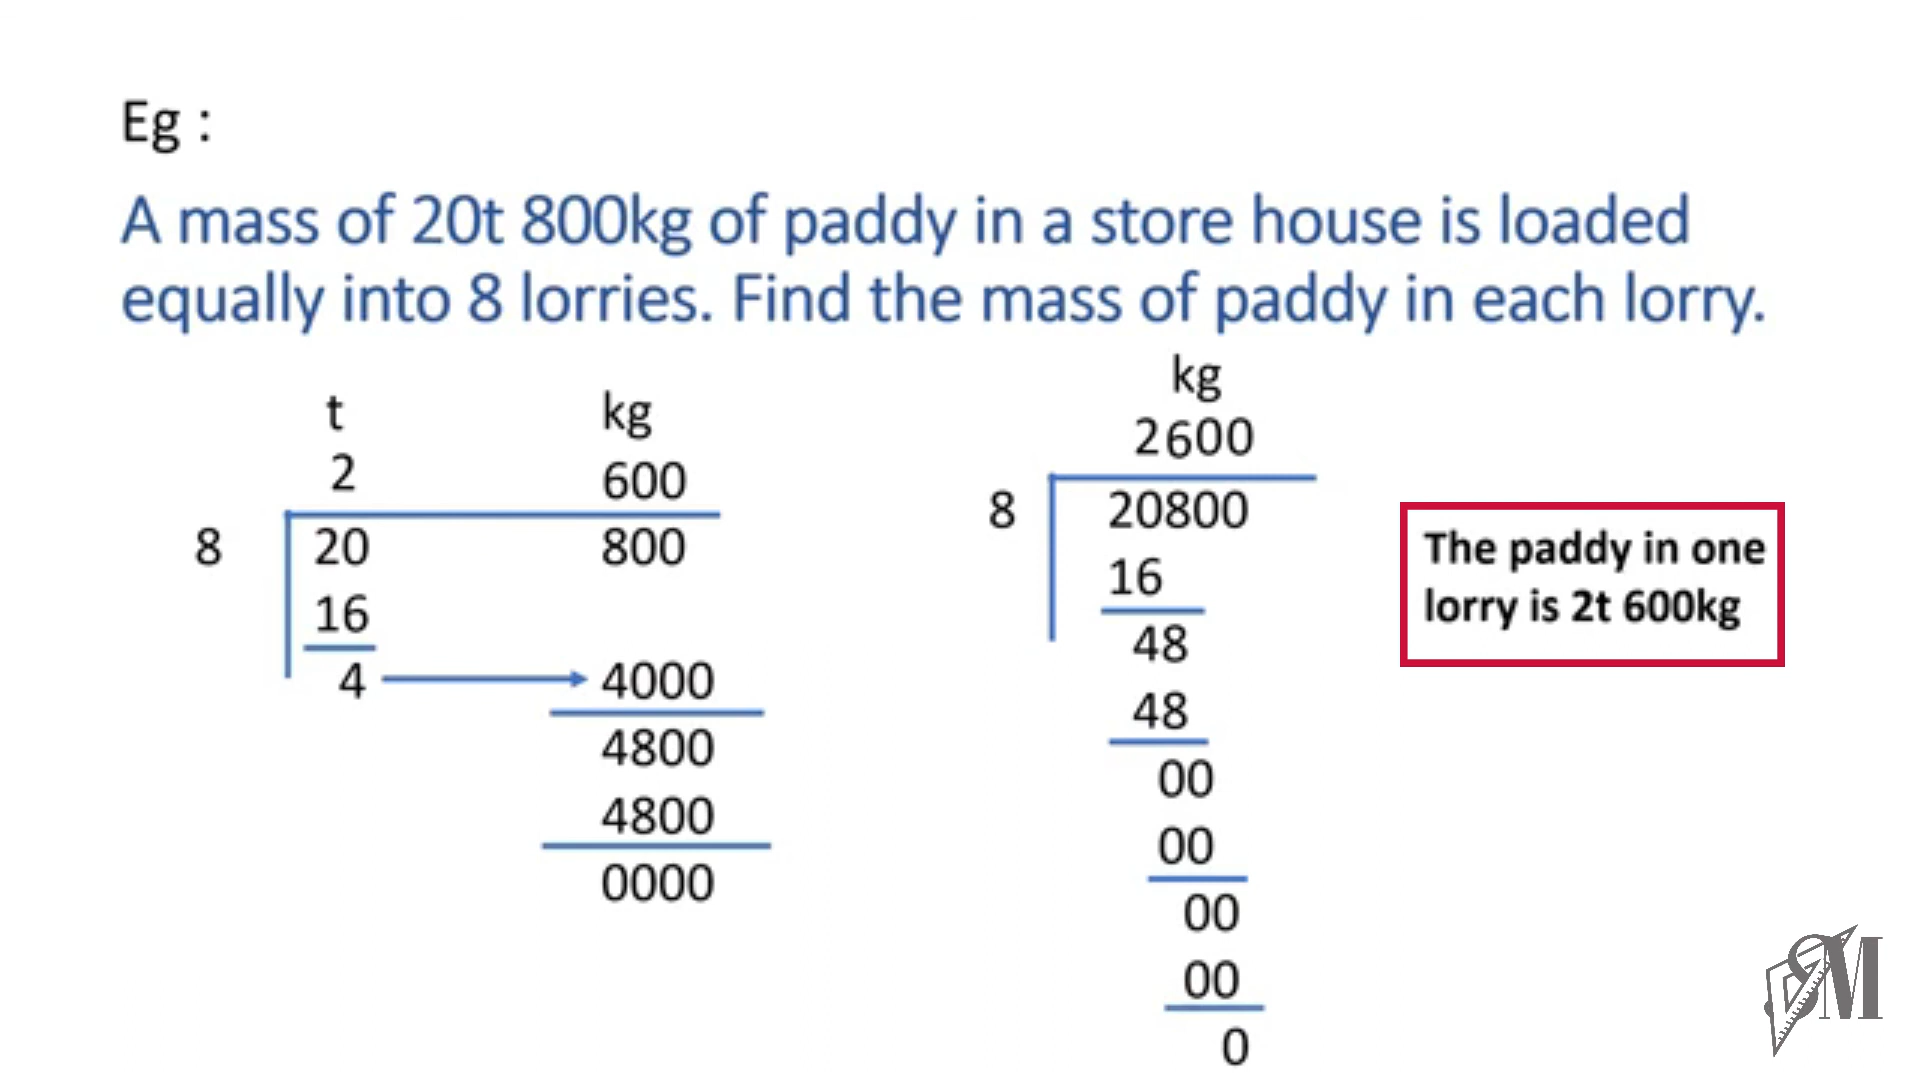 Eg :
A mass of 20t 800kg of paddy in a store house is loaded
equally into 8 lorries. Find the mass of paddy in each lorry.
t kg
2 600
8 20 800
16
4 4000
4800
4800
0000
kg
2600
8 20800
16
48
48
00
00
00
00
0
The paddy in one
lorry is 2t 600kg
SM